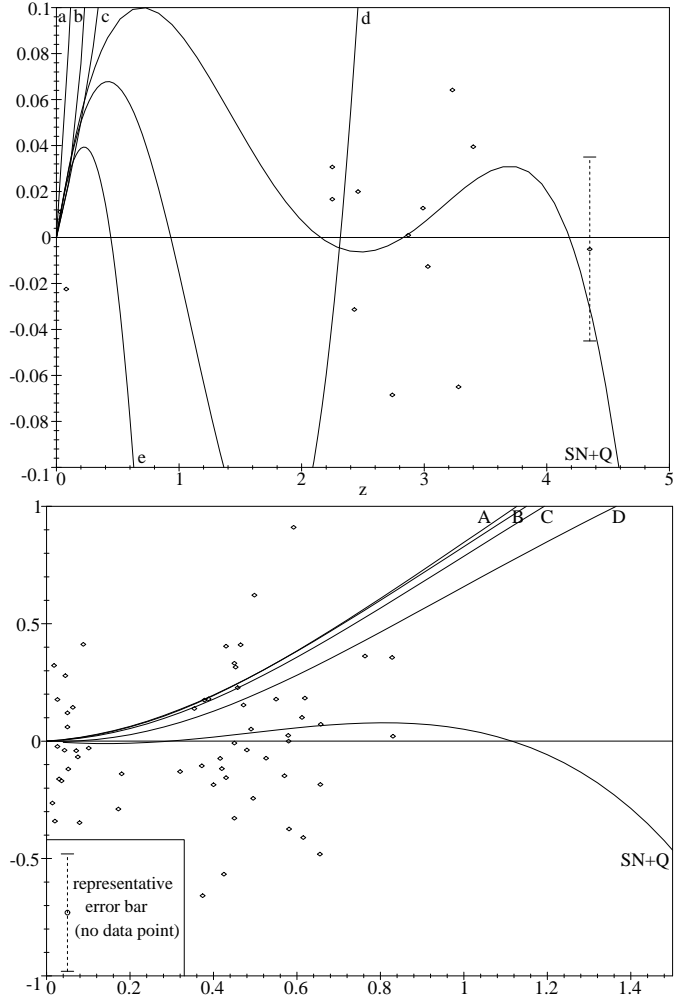 0.1
a b c
d
0.08
0.06
0.04
0.02
0
-0.02
-0.04
-0.06
-0.08
-0.1
e
SN+Q
0 1 2 3 4 5
z
1
A B C D
0.5
0
-0.5
SN+Q
representative
error bar
(no data point)
-1
0 0.2 0.4 0.6 0.8 1 1.2 1.4